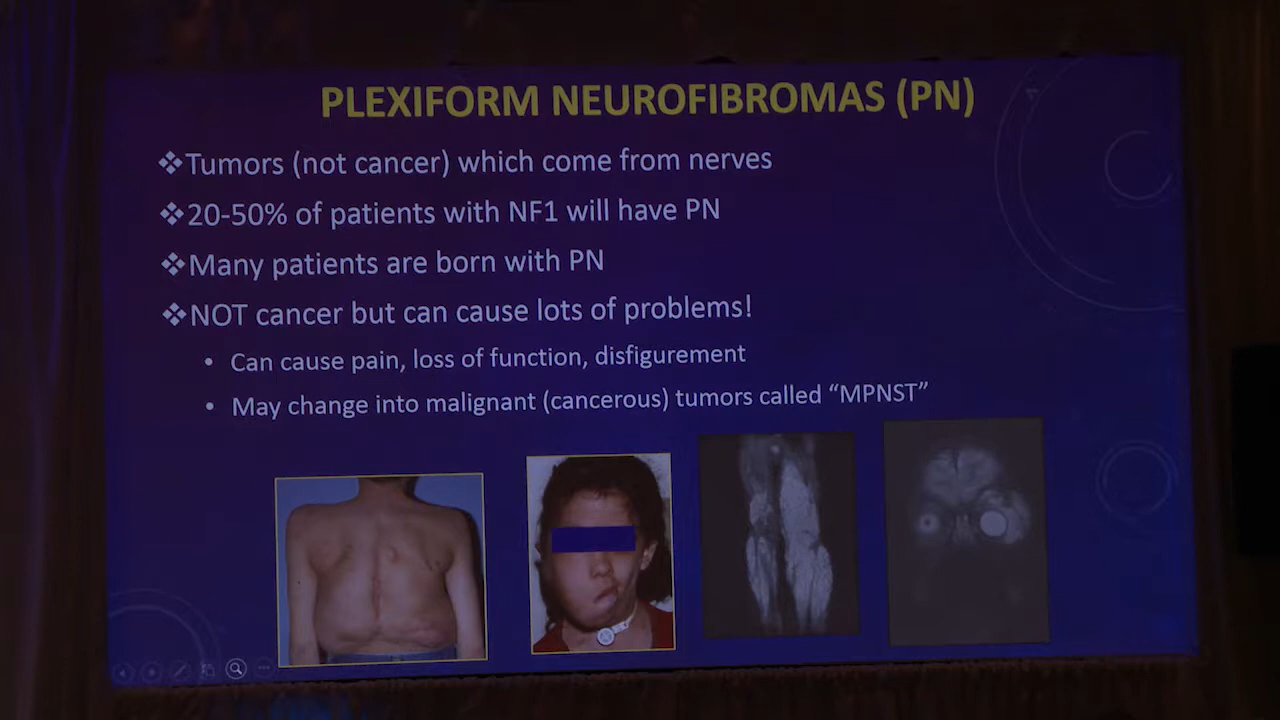 PLEXIFORM NEUROFIBROMAS (PN)
❖Tumors (not cancer) which come from nerves
❖20-50% of patients with NF1 will have PN
❖Many patients are born with PN
❖NOT cancer but can cause lots of problems!
• Can cause pain, loss of function, disfigurement
• May change into malignant (cancerous) tumors called “MPNST”